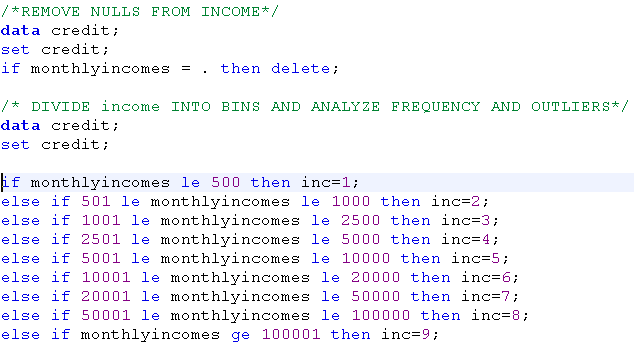 /*REMOVE NULLS FROM INCOME*/
data credit;
set credit;
if monthlyincomes = . then delete;
/* DIVIDE income INTO BINS AND ANALYZE FREQUENCY AND OUTLIERS*/
data credit;
set credit;
if monthlyincomes le 500 then inc=1;
else if 501 le monthlyincomes le 1000 then inc=2;
else if 1001 le monthlyincomes le 2500 then inc=3;
else if 2501 le monthlyincomes le 5000 then inc=4;
else if 5001 le monthlyincomes le 10000 then inc=5;
else if 10001 le monthlyincomes le 20000 then inc=6;
else if 20001 le monthlyincomes le 50000 then inc=7;
else if 50001 le monthlyincomes le 100000 then inc=8;
else if monthlyincomes ge 100001 then inc=9;